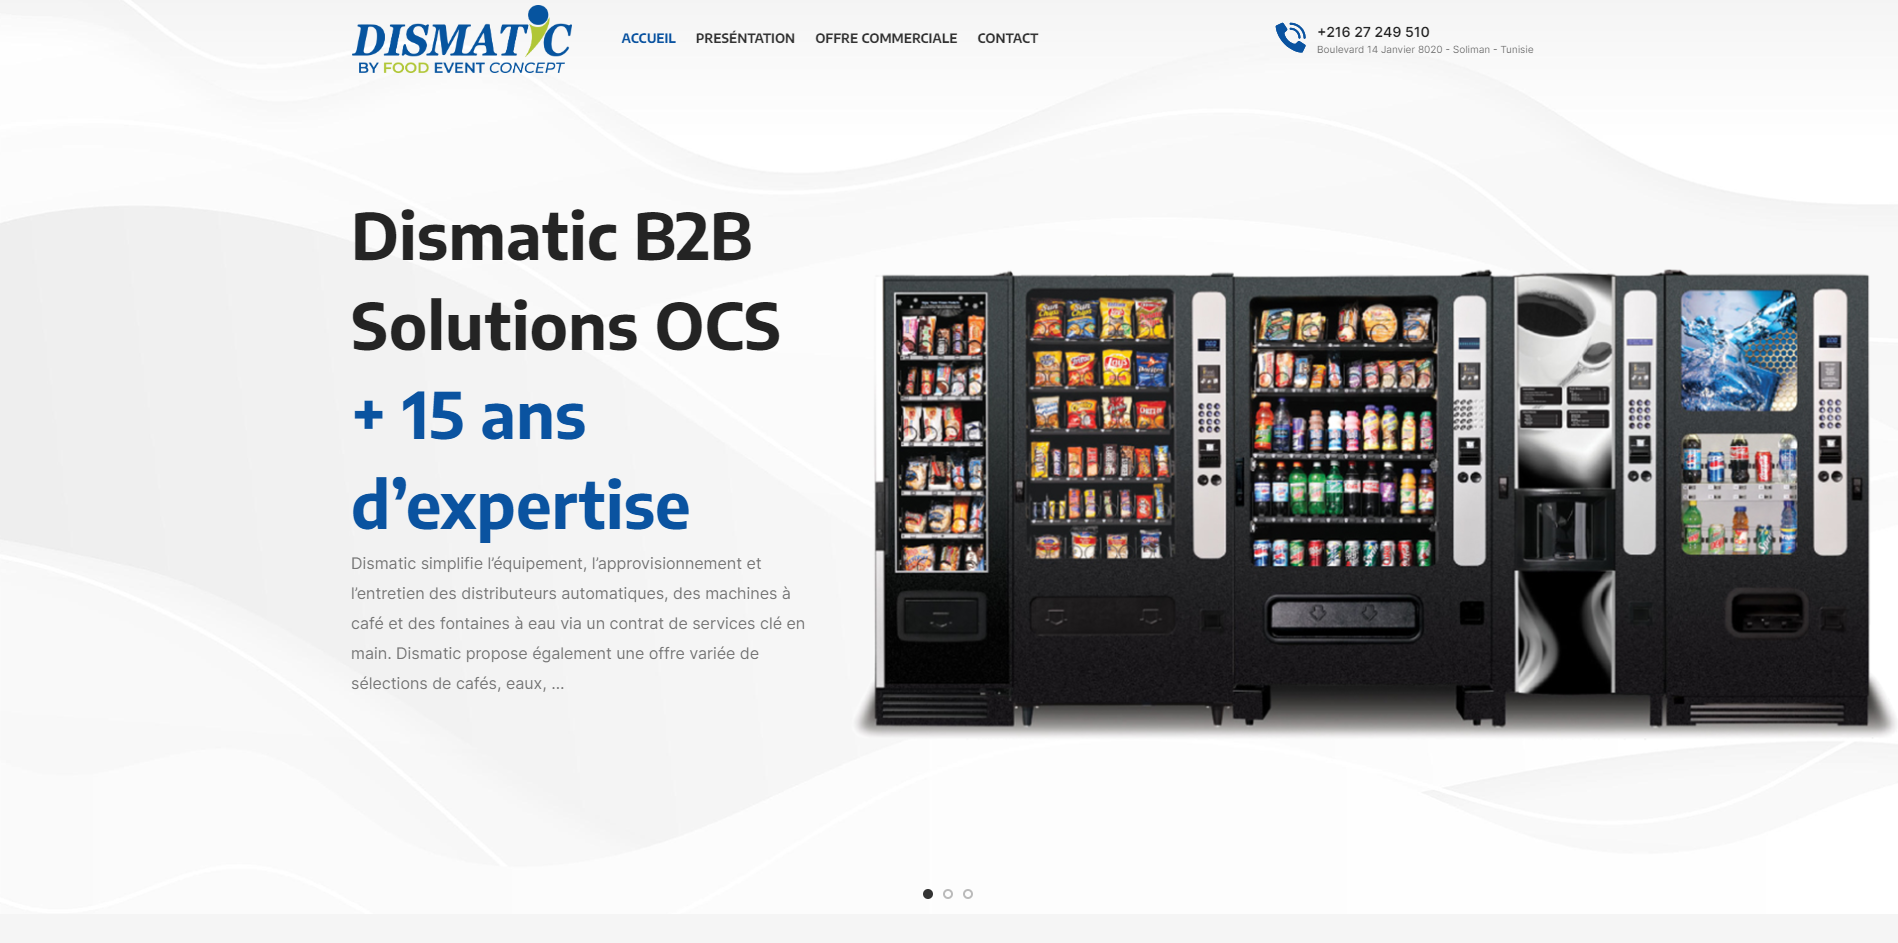 DISMATIC
BY FOOD EVENT CONCEPT
ACCUEIL
PRESÉNTATION
OFFRE COMMERCIALE
CONTACT
+216 27 249 510
Boulevard 14 Janvier 8020 - Soliman - Tunisie
Dismatic B2B
Solutions OCS
+ 15 ans
d’expertise
Dismatic simplifie l’équipement, l’approvisionnement et
l’entretien des distributeurs automatiques, des machines à
café et des fontaines à eau via un contrat de services clé en
main. Dismatic propose également une offre variée de
sélections de cafés, eaux, ...